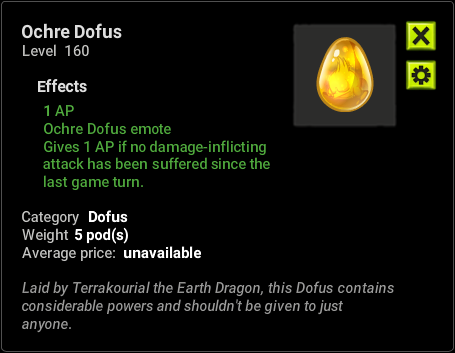 Ochre Dofus
Level 160
Effects
1 AP
Ochre Dofus emote
Gives 1 AP if no damage-inflicting
attack has been suffered since the
last game turn.
Category Dofus
Weight 5 pod(s)
Average price: unavailable
Laid by Terrakourial the Earth Dragon, this Dofus contains
considerable powers and shouldn't be given to just
anyone.